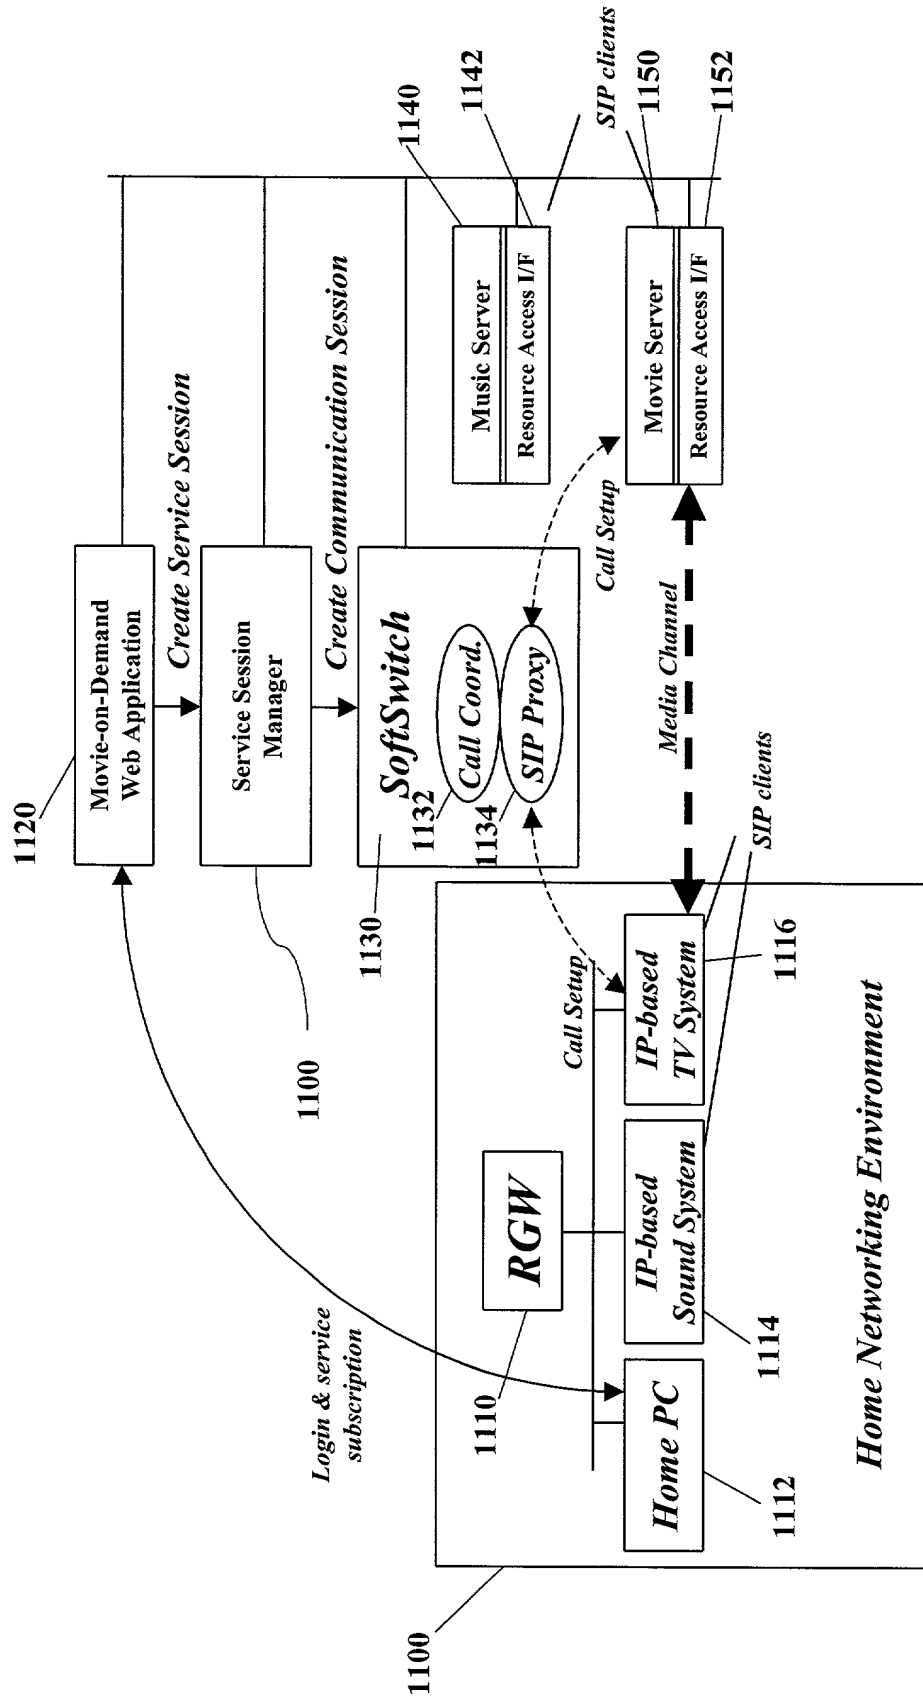 1120
Movie-on-Demand
Web Application
Create Service Session
Service Session
Manager
1100
Create Communication Session
1130
SoftSwitch
1132
Call Coord.
1134
SIP Proxy
Music Server
Resource Access I/F
1140
1142
SIP clients
Movie Server
Resource Access I/F
1150
1152
Call Setup
Media Channel
Login & service
subscription
1100
RGW
1110
Call Setup
Home PC
1112
IP-based
Sound System
1114
IP-based
TV System
1116
SIP clients
Home Networking Environment